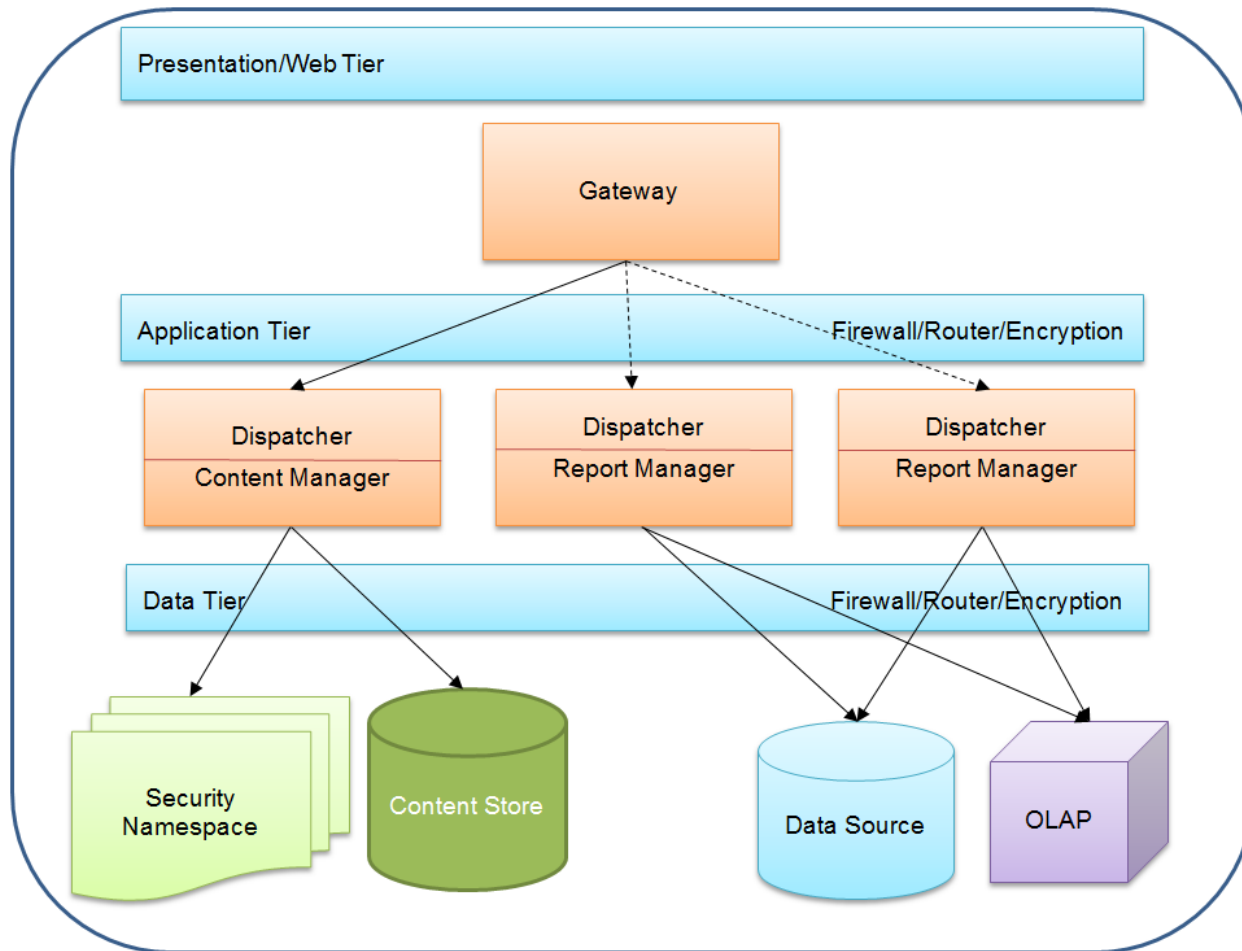 Presentation/Web Tier
Gateway
Application Tier
Firewall/Router/Encryption
Dispatcher
Content Manager
Dispatcher
Report Manager
Dispatcher
Report Manager
Data Tier
Firewall/Router/Encryption
Security
Namespace
Content Store
Data Source
OLAP